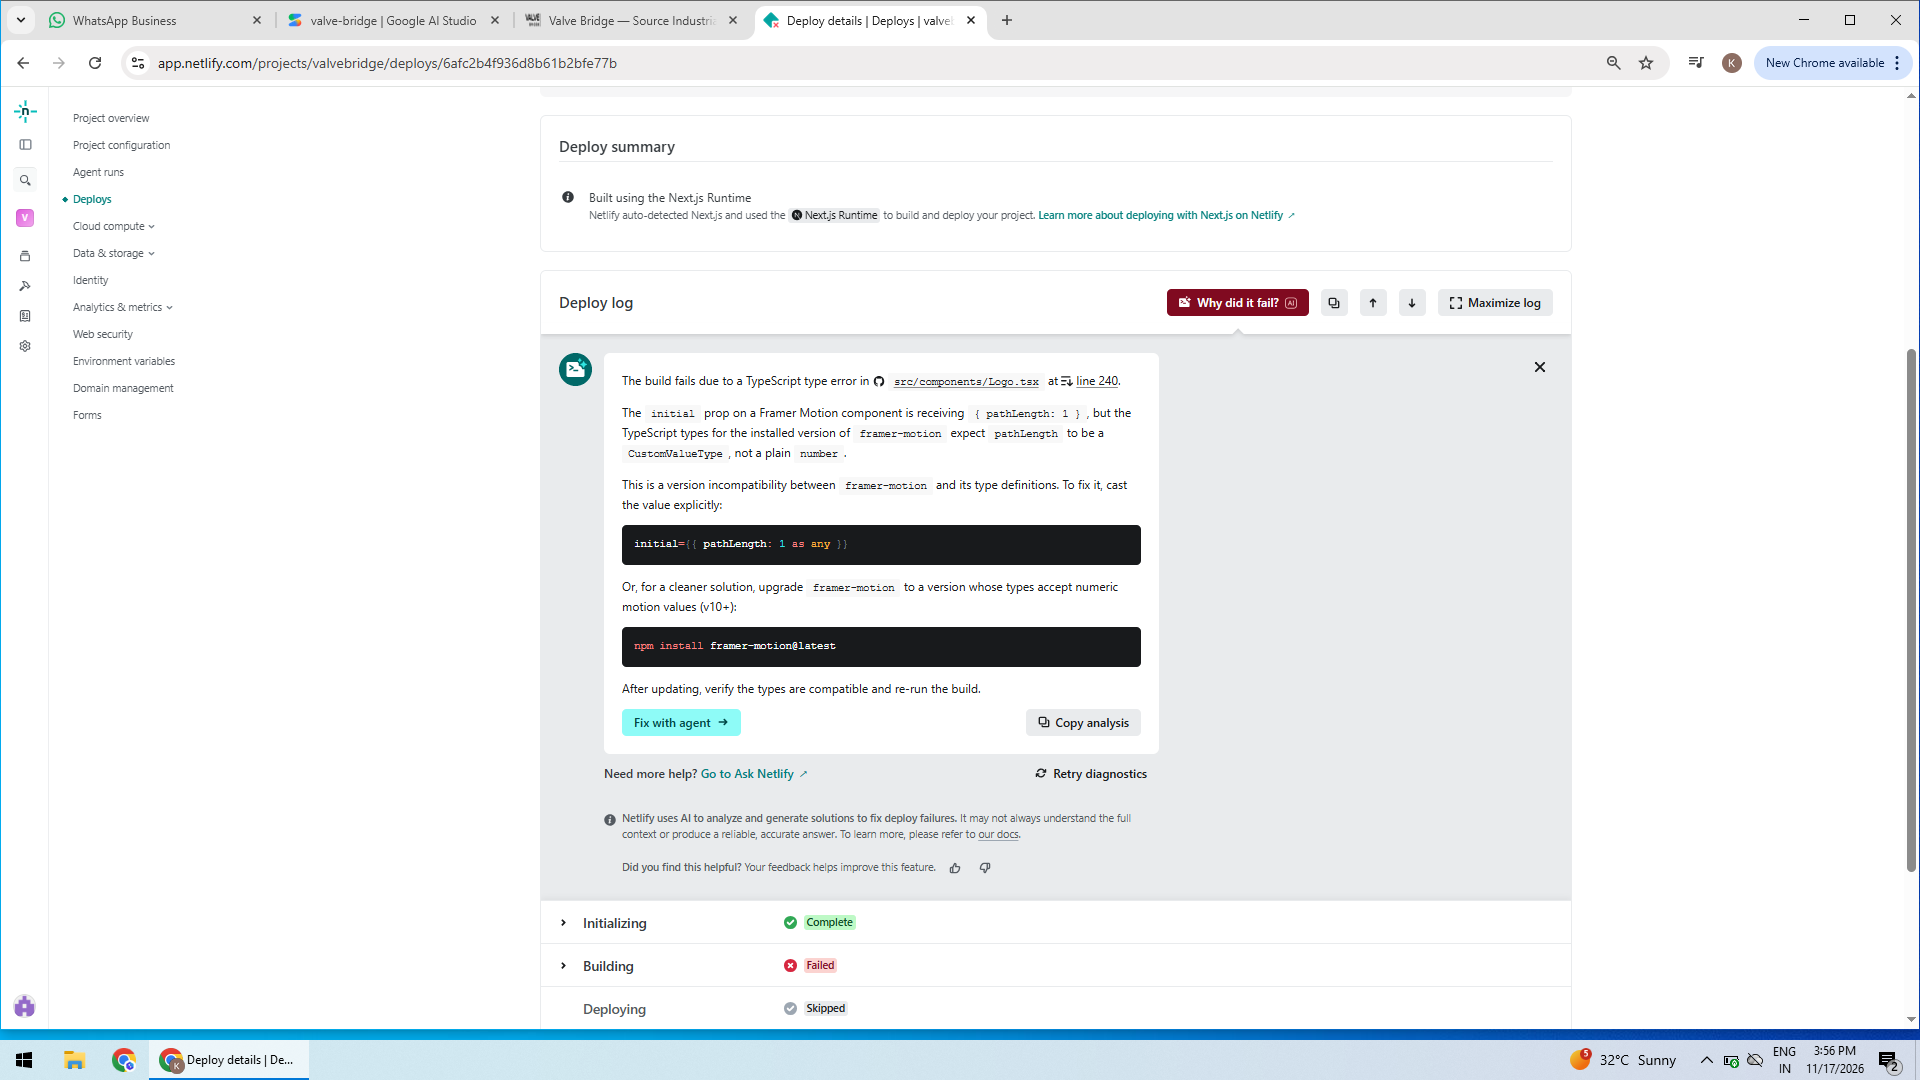 WhatsApp Business
valve-bridge | Google AI Studio
Valve Bridge — Source Industria
Deploy details | Deploys | valveb
app.netlify.com/projects/valvebridge/deploys/6afc2b4f936d8b61b2bfe77b
K
New Chrome available
n
V
Project overview
Project configuration
Agent runs
Deploys
Cloud compute
Data & storage
Identity
Analytics & metrics
Web security
Environment variables
Domain management
Forms
Deploy summary
Built using the Next.js Runtime
Netlify auto-detected Next.js and used the Next.js Runtime to build and deploy your project. Learn more about deploying with Next.js on Netlify ↗
Deploy log
Why did it fail? AI
Maximize log
The build fails due to a TypeScript type error in src/components/Logo.tsx at line 240.
The initial prop on a Framer Motion component is receiving { pathLength: 1 } , but the
TypeScript types for the installed version of framer-motion expect pathLength to be a
CustomValueType , not a plain number .
This is a version incompatibility between framer-motion and its type definitions. To fix it, cast
the value explicitly:
initial={{ pathLength: 1 as any }}
Or, for a cleaner solution, upgrade framer-motion to a version whose types accept numeric
motion values (v10+):
npm install framer-motion@latest
After updating, verify the types are compatible and re-run the build.
Fix with agent →
Copy analysis
Need more help? Go to Ask Netlify ↗
Retry diagnostics
Netlify uses AI to analyze and generate solutions to fix deploy failures. It may not always understand the full
context or produce a reliable, accurate answer. To learn more, please refer to our docs.
Did you find this helpful? Your feedback helps improve this feature.
Initializing
Complete
Building
Failed
Deploying
Skipped
K
Deploy details | De...
5
32°C Sunny
ENG
IN
3:56 PM
11/17/2026
2